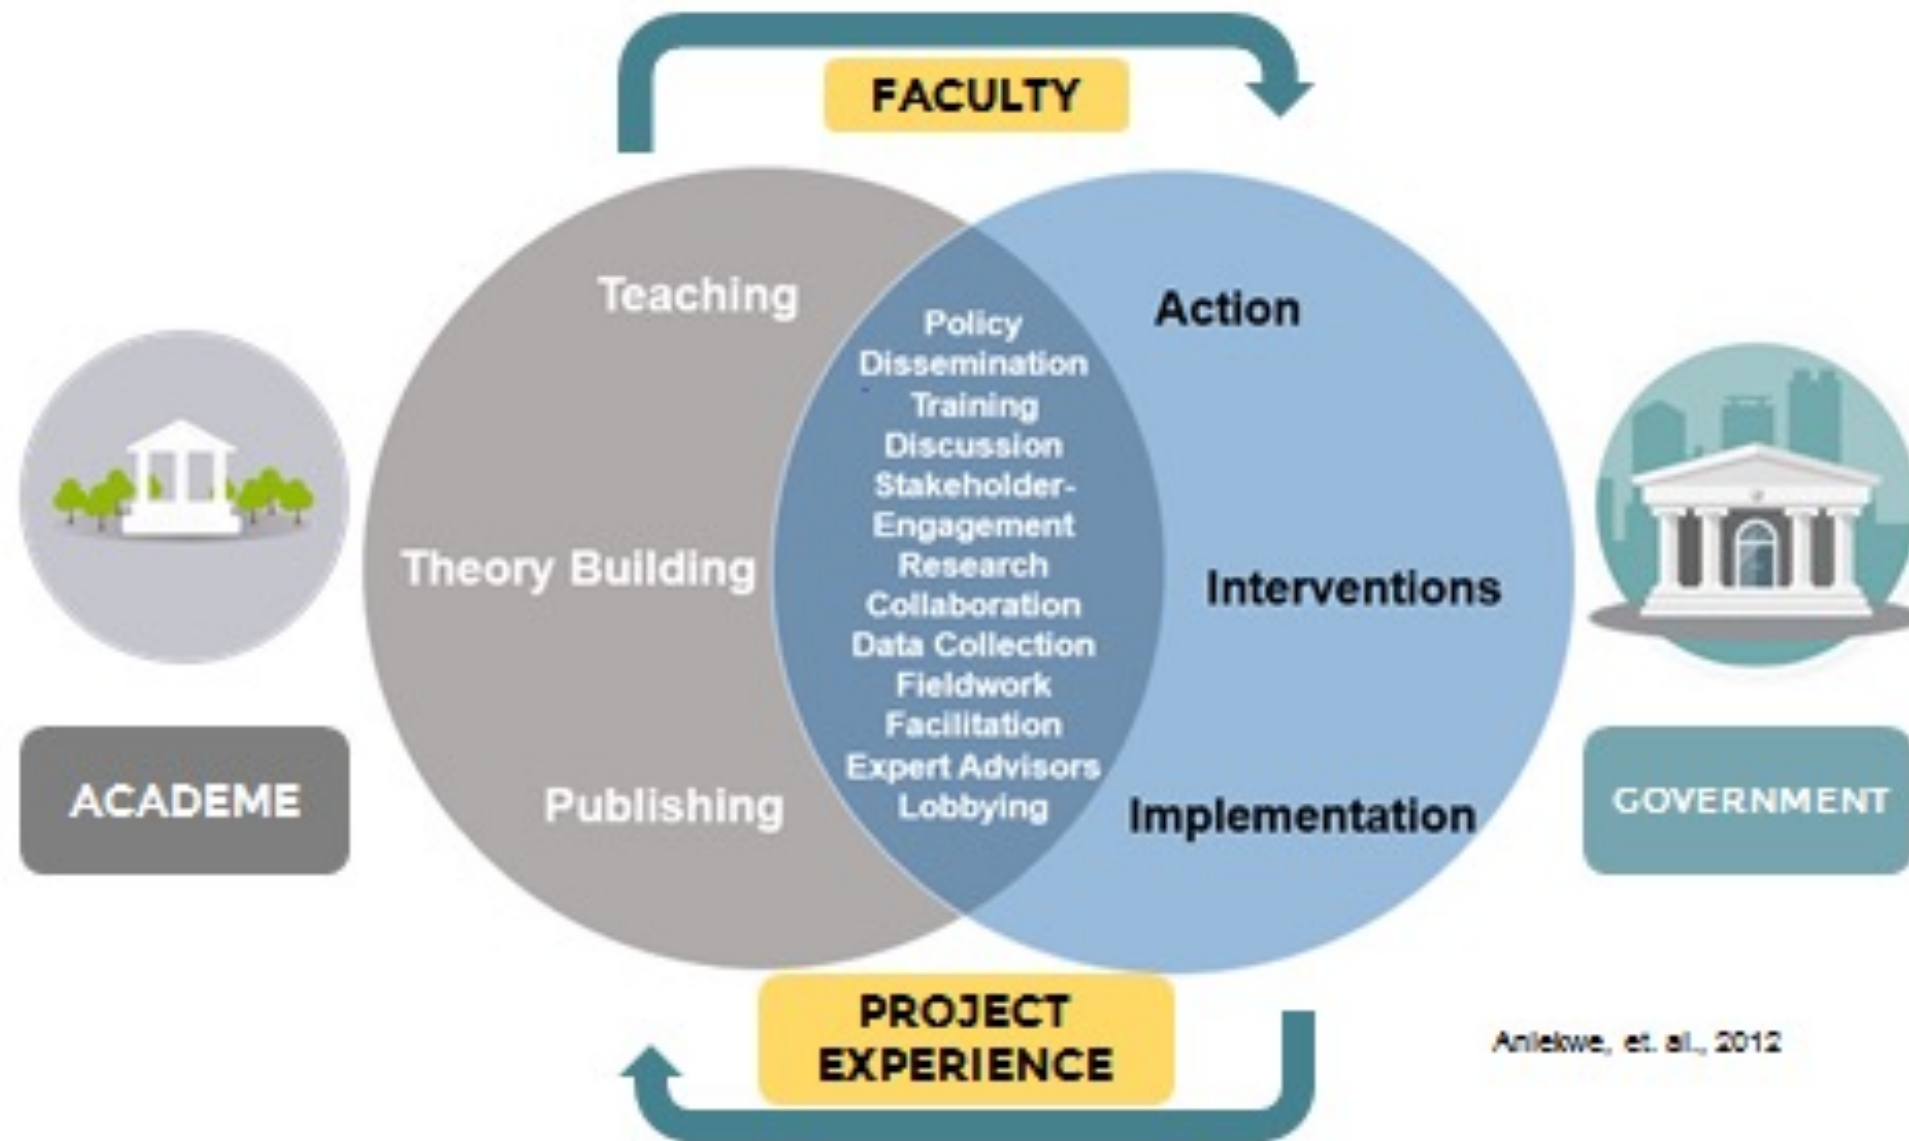 FACULTY
Teaching
Theory Building
Publishing
Policy
Dissemination
Training
Discussion
Stakeholder-
Engagement
Research
Collaboration
Data Collection
Fieldwork
Facilitation
Expert Advisors
Lobbying
Action
Interventions
Implementation
ACADEME
GOVERNMENT
PROJECT
EXPERIENCE
Aniekwe, et. al., 2012